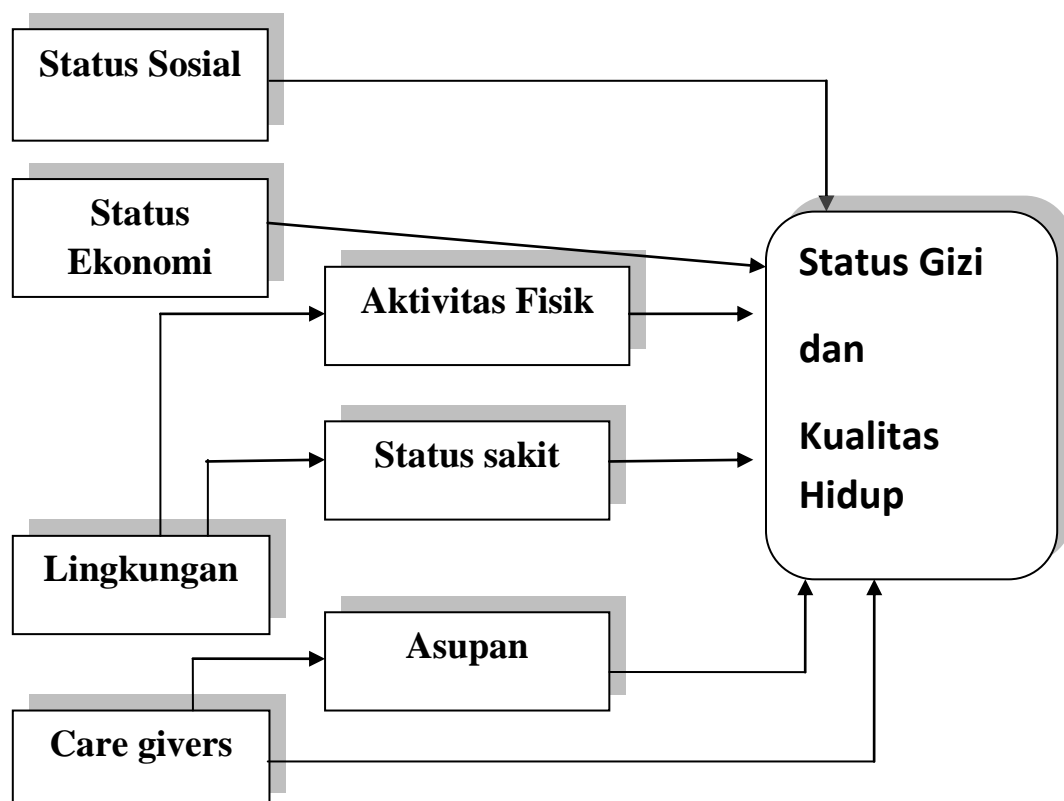 Status Sosial
Status
Ekonomi
Aktivitas Fisik
Status sakit
Lingkungan
Asupan
Care givers
Status Gizi
dan
Kualitas
Hidup